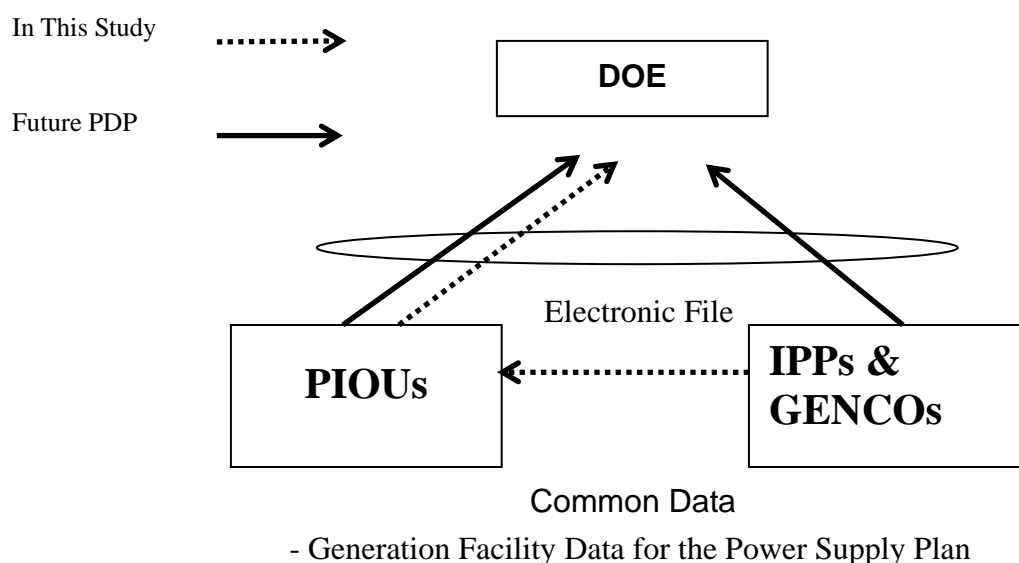 In This Study
DOE
Future PDP
Electronic File
PIOUs
IPPs &
GENCOs
Common Data
- Generation Facility Data for the Power Supply Plan